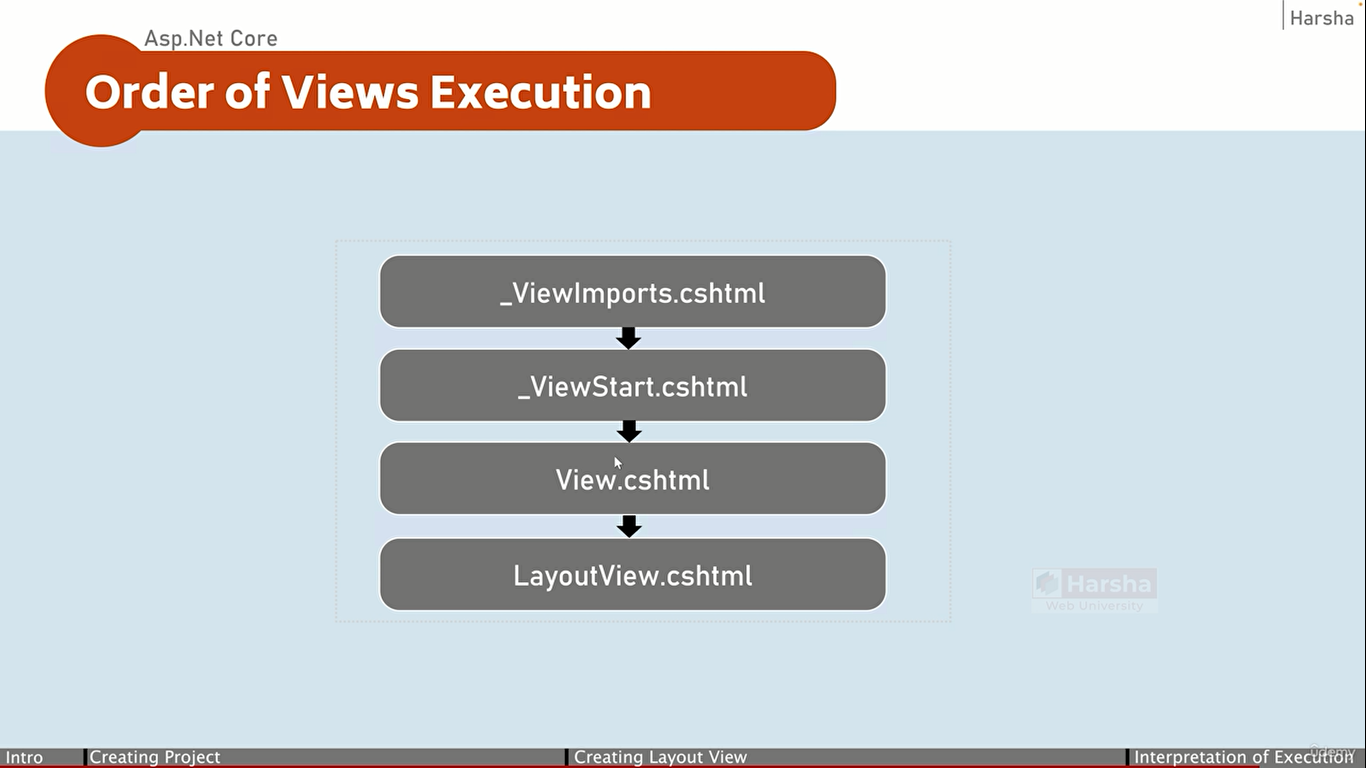 Harsha
Asp.Net Core
Order of Views Execution
_ViewImports.cshtml
_ViewStart.cshtml
View.cshtml
LayoutView.cshtml
Harsha
Web University
Intro
Creating Project
Creating Layout View
Interpretation of Execution
ûdemy